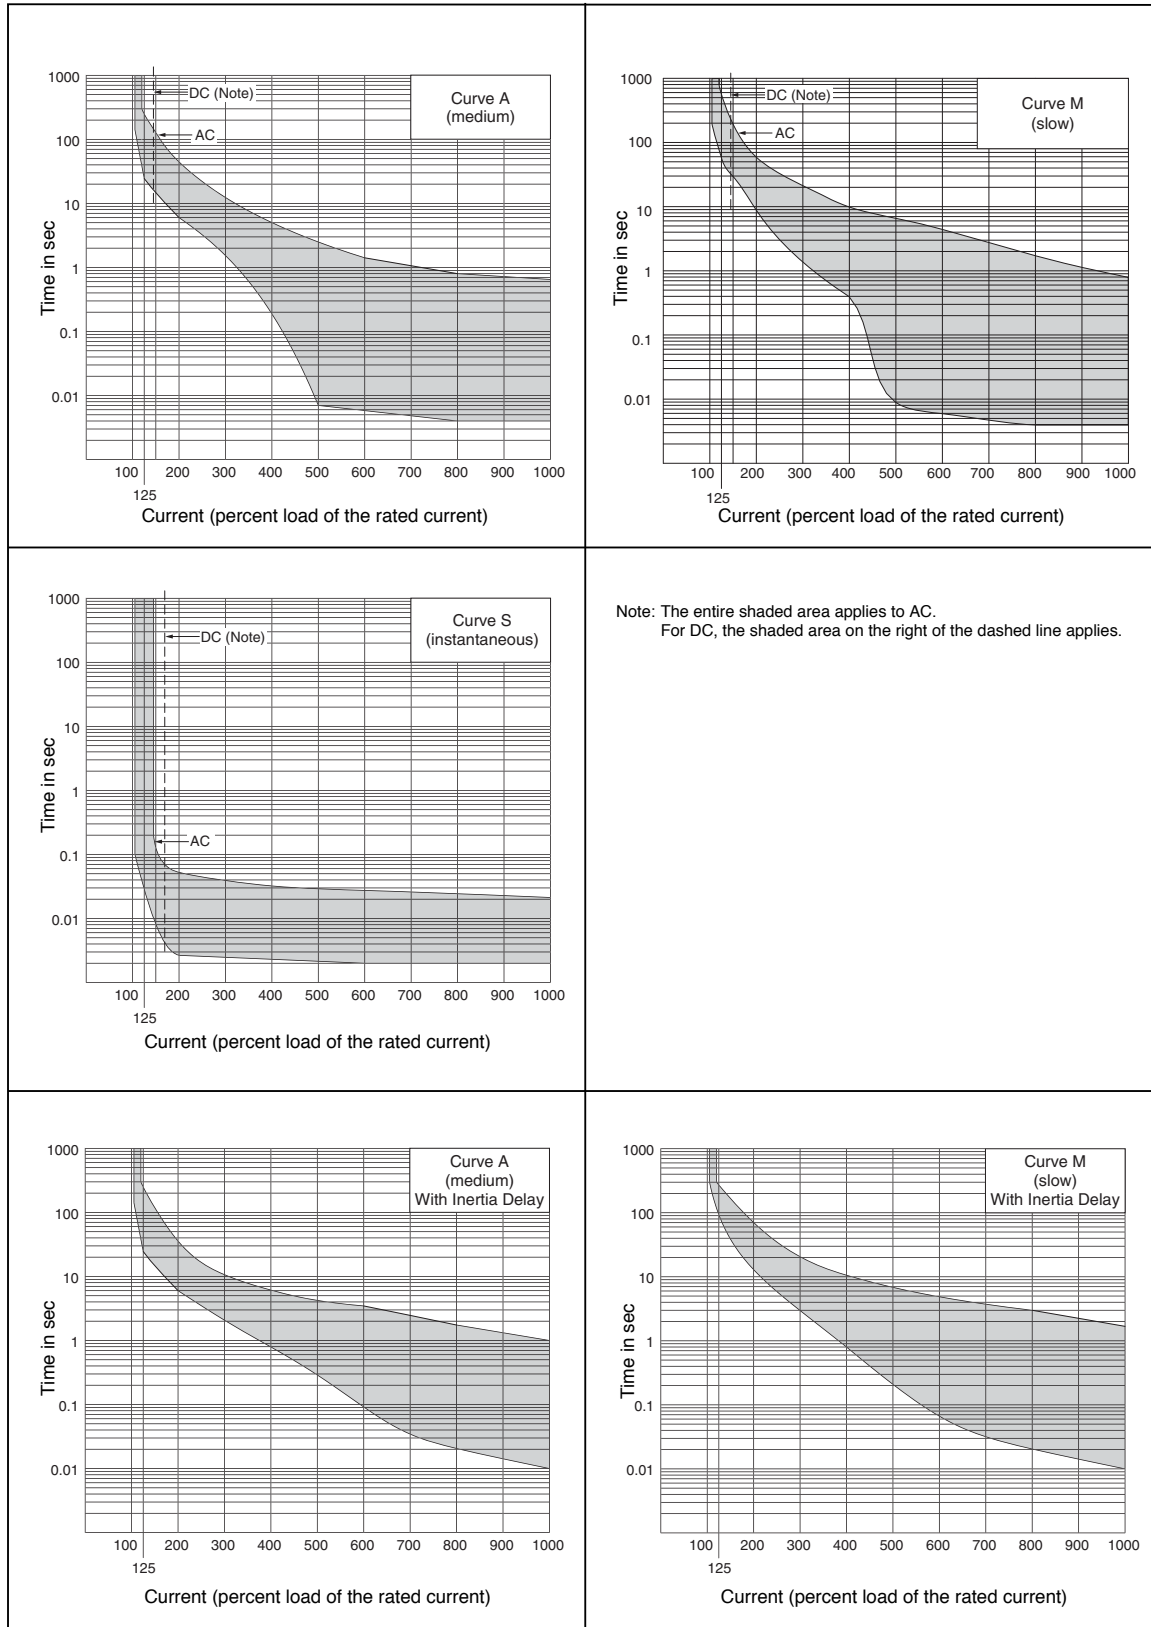 1000
100
10
1
0.1
0.01
Time in sec
DC (Note)
AC
Curve A
(medium)
100 200 300 400 500 600 700 800 900 1000
125
Current (percent load of the rated current)
1000
100
10
1
0.1
0.01
Time in sec
DC (Note)
AC
Curve M
(slow)
100 200 300 400 500 600 700 800 900 1000
125
Current (percent load of the rated current)
1000
100
10
1
0.1
0.01
Time in sec
DC (Note)
AC
Curve S
(instantaneous)
100 200 300 400 500 600 700 800 900 1000
125
Current (percent load of the rated current)
Note: The entire shaded area applies to AC.
For DC, the shaded area on the right of the dashed line applies.
1000
100
10
1
0.1
0.01
Time in sec
Curve A
(medium)
With Inertia Delay
100 200 300 400 500 600 700 800 900 1000
125
Current (percent load of the rated current)
1000
100
10
1
0.1
0.01
Time in sec
Curve M
(slow)
With Inertia Delay
100 200 300 400 500 600 700 800 900 1000
125
Current (percent load of the rated current)